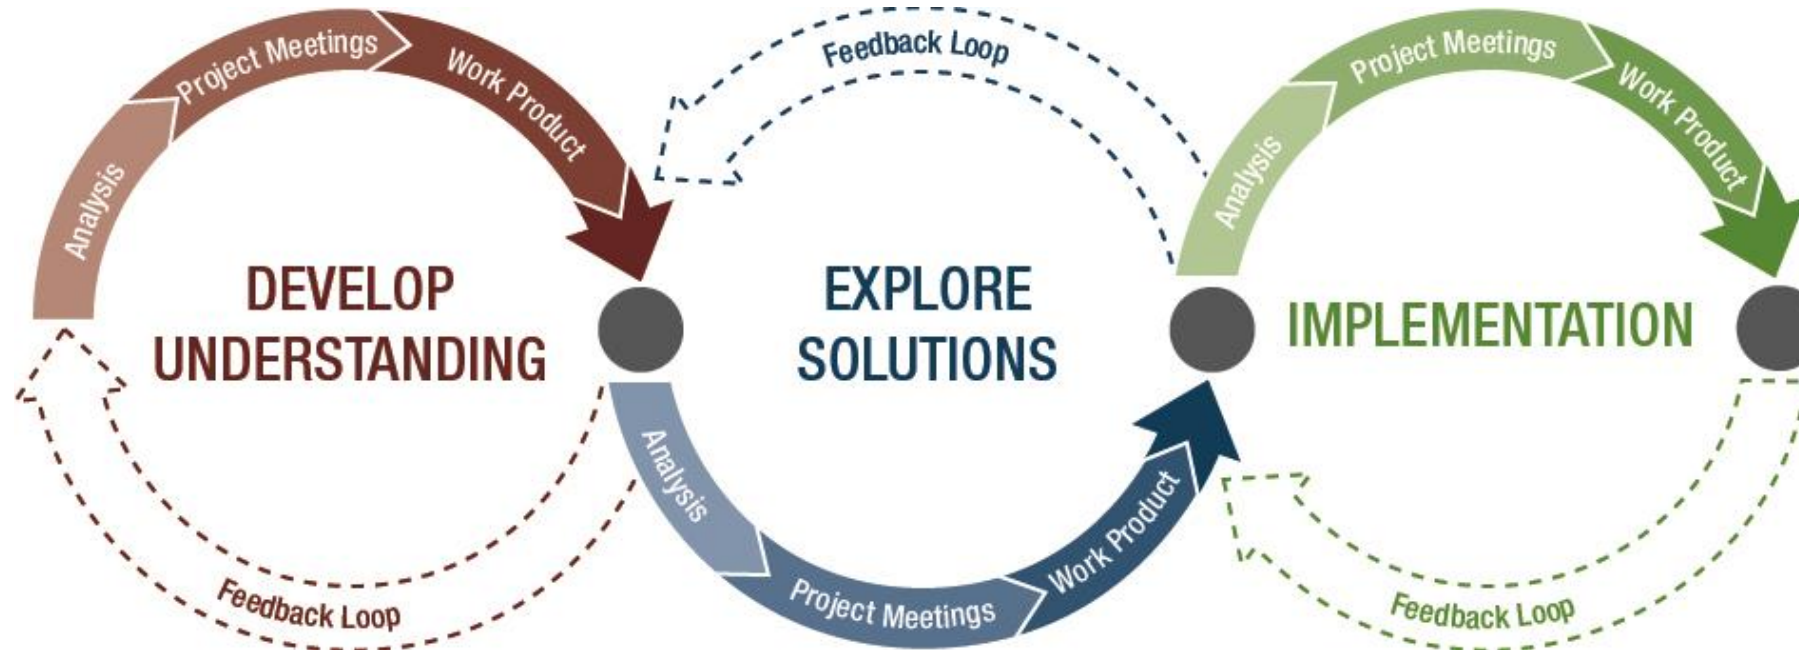 Analysis
Project Meetings
Work Product
DEVELOP
UNDERSTANDING
Feedback Loop
Feedback Loop
EXPLORE
SOLUTIONS
Analysis
Project Meetings
Work Product
Analysis
Project Meetings
Work Product
IMPLEMENTATION
Feedback Loop